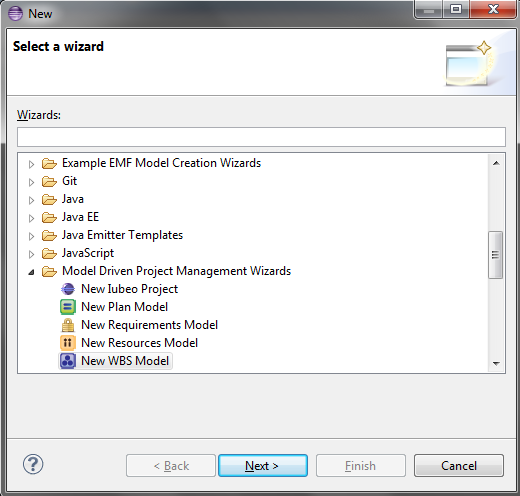 New
Select a wizard
Wizards:
Example EMF Model Creation Wizards
Git
Java
Java EE
Java Emitter Templates
JavaScript
Model Driven Project Management Wizards
New Iubeo Project
New Plan Model
New Requirements Model
New Resources Model
New WBS Model
? < Back Next > Finish Cancel